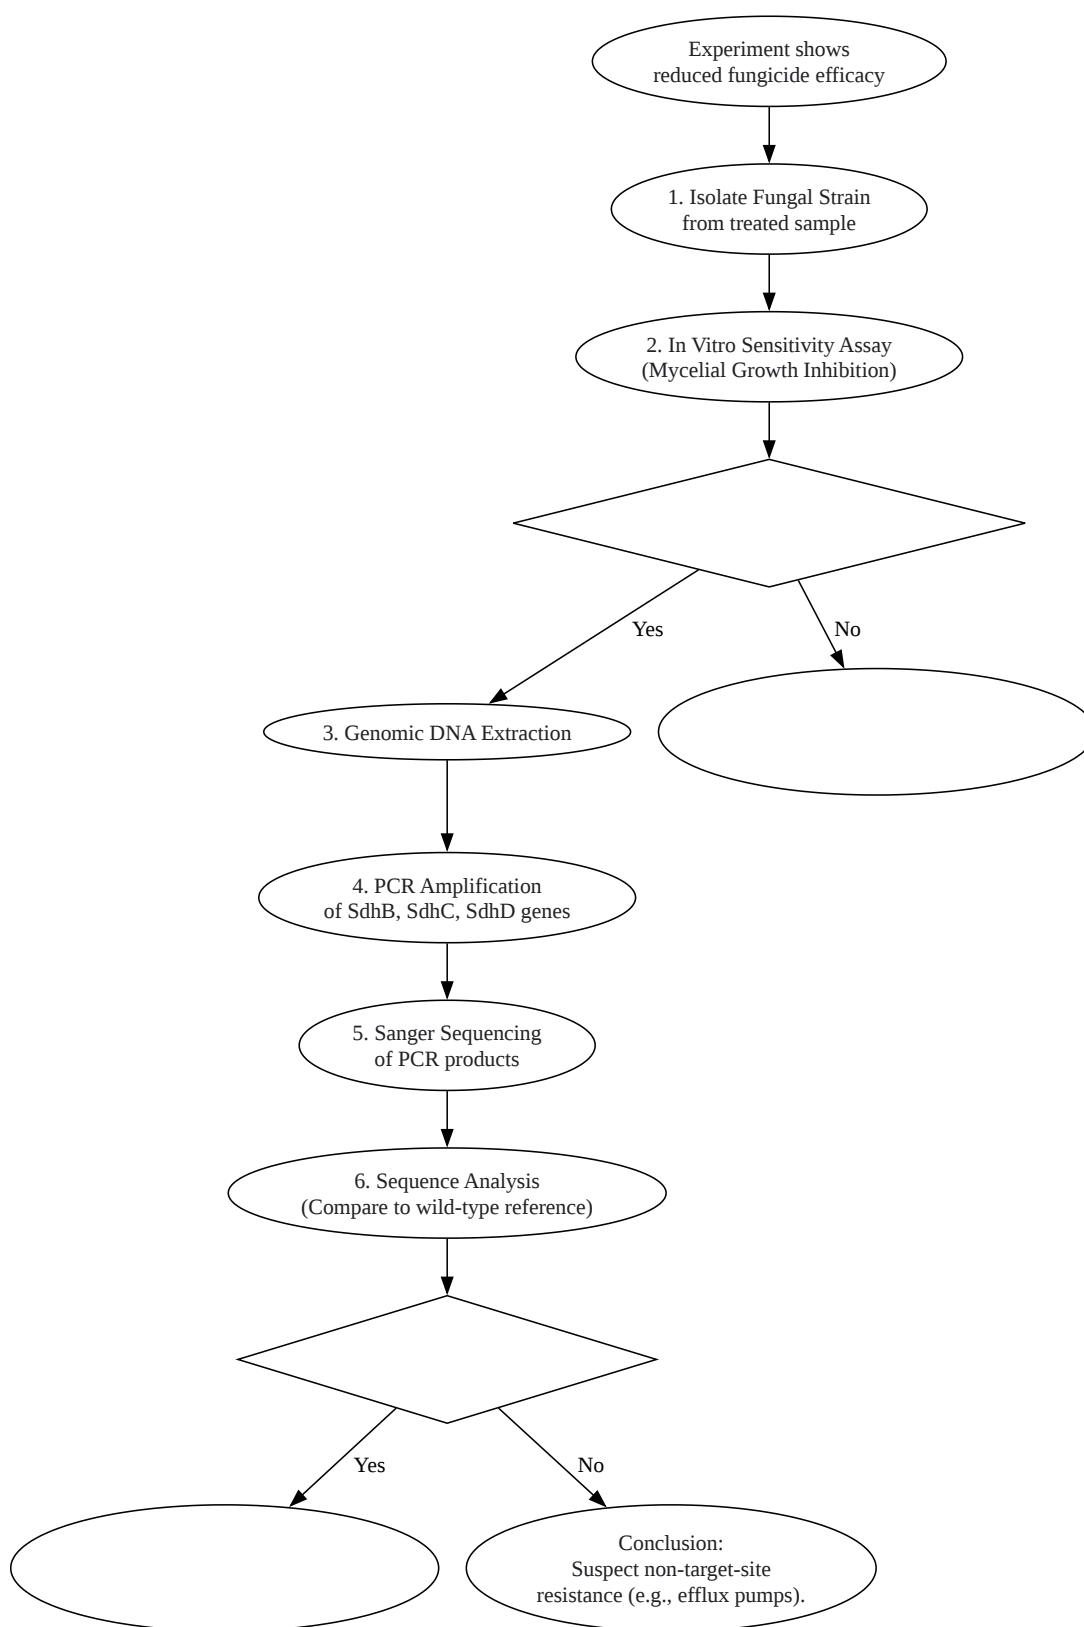 Experiment shows
reduced fungicide efficacy
1. Isolate Fungal Strain
from treated sample
2. In Vitro Sensitivity Assay
(Mycelial Growth Inhibition)
Yes
No
3. Genomic DNA Extraction
4. PCR Amplification
of SdhB, SdhC, SdhD genes
5. Sanger Sequencing
of PCR products
6. Sequence Analysis
(Compare to wild-type reference)
Yes
No
Conclusion:
Suspect non-target-site
resistance (e.g., efflux pumps).